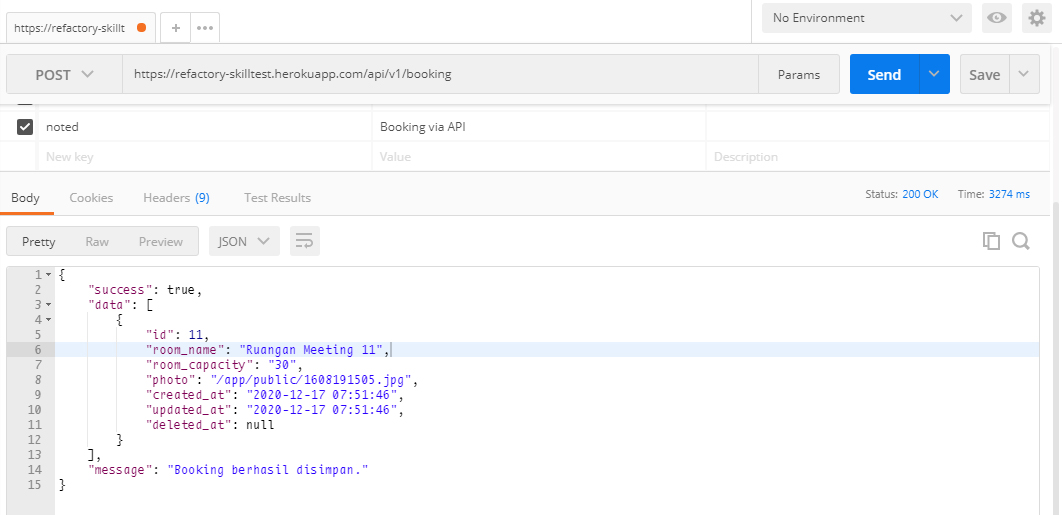 https://refactory-skillt
+
•••
No Environment
POST
https://refactory-skilltest.herokuapp.com/api/v1/booking
Params
Send
Save
noted Booking via API
New key Value Description
Body Cookies Headers (9) Test Results Status: 200 OK Time: 3274 ms
Pretty Raw Preview JSON
1 {
2 "success": true,
3 "data": [
4 {
5 "id": 11,
6 "room_name": "Ruangan Meeting 11",
7 "room_capacity": "30",
8 "photo": "/app/public/1608191505.jpg",
9 "created_at": "2020-12-17 07:51:46",
10 "updated_at": "2020-12-17 07:51:46",
11 "deleted_at": null
12 }
13 ],
14 "message": "Booking berhasil disimpan."
15 }